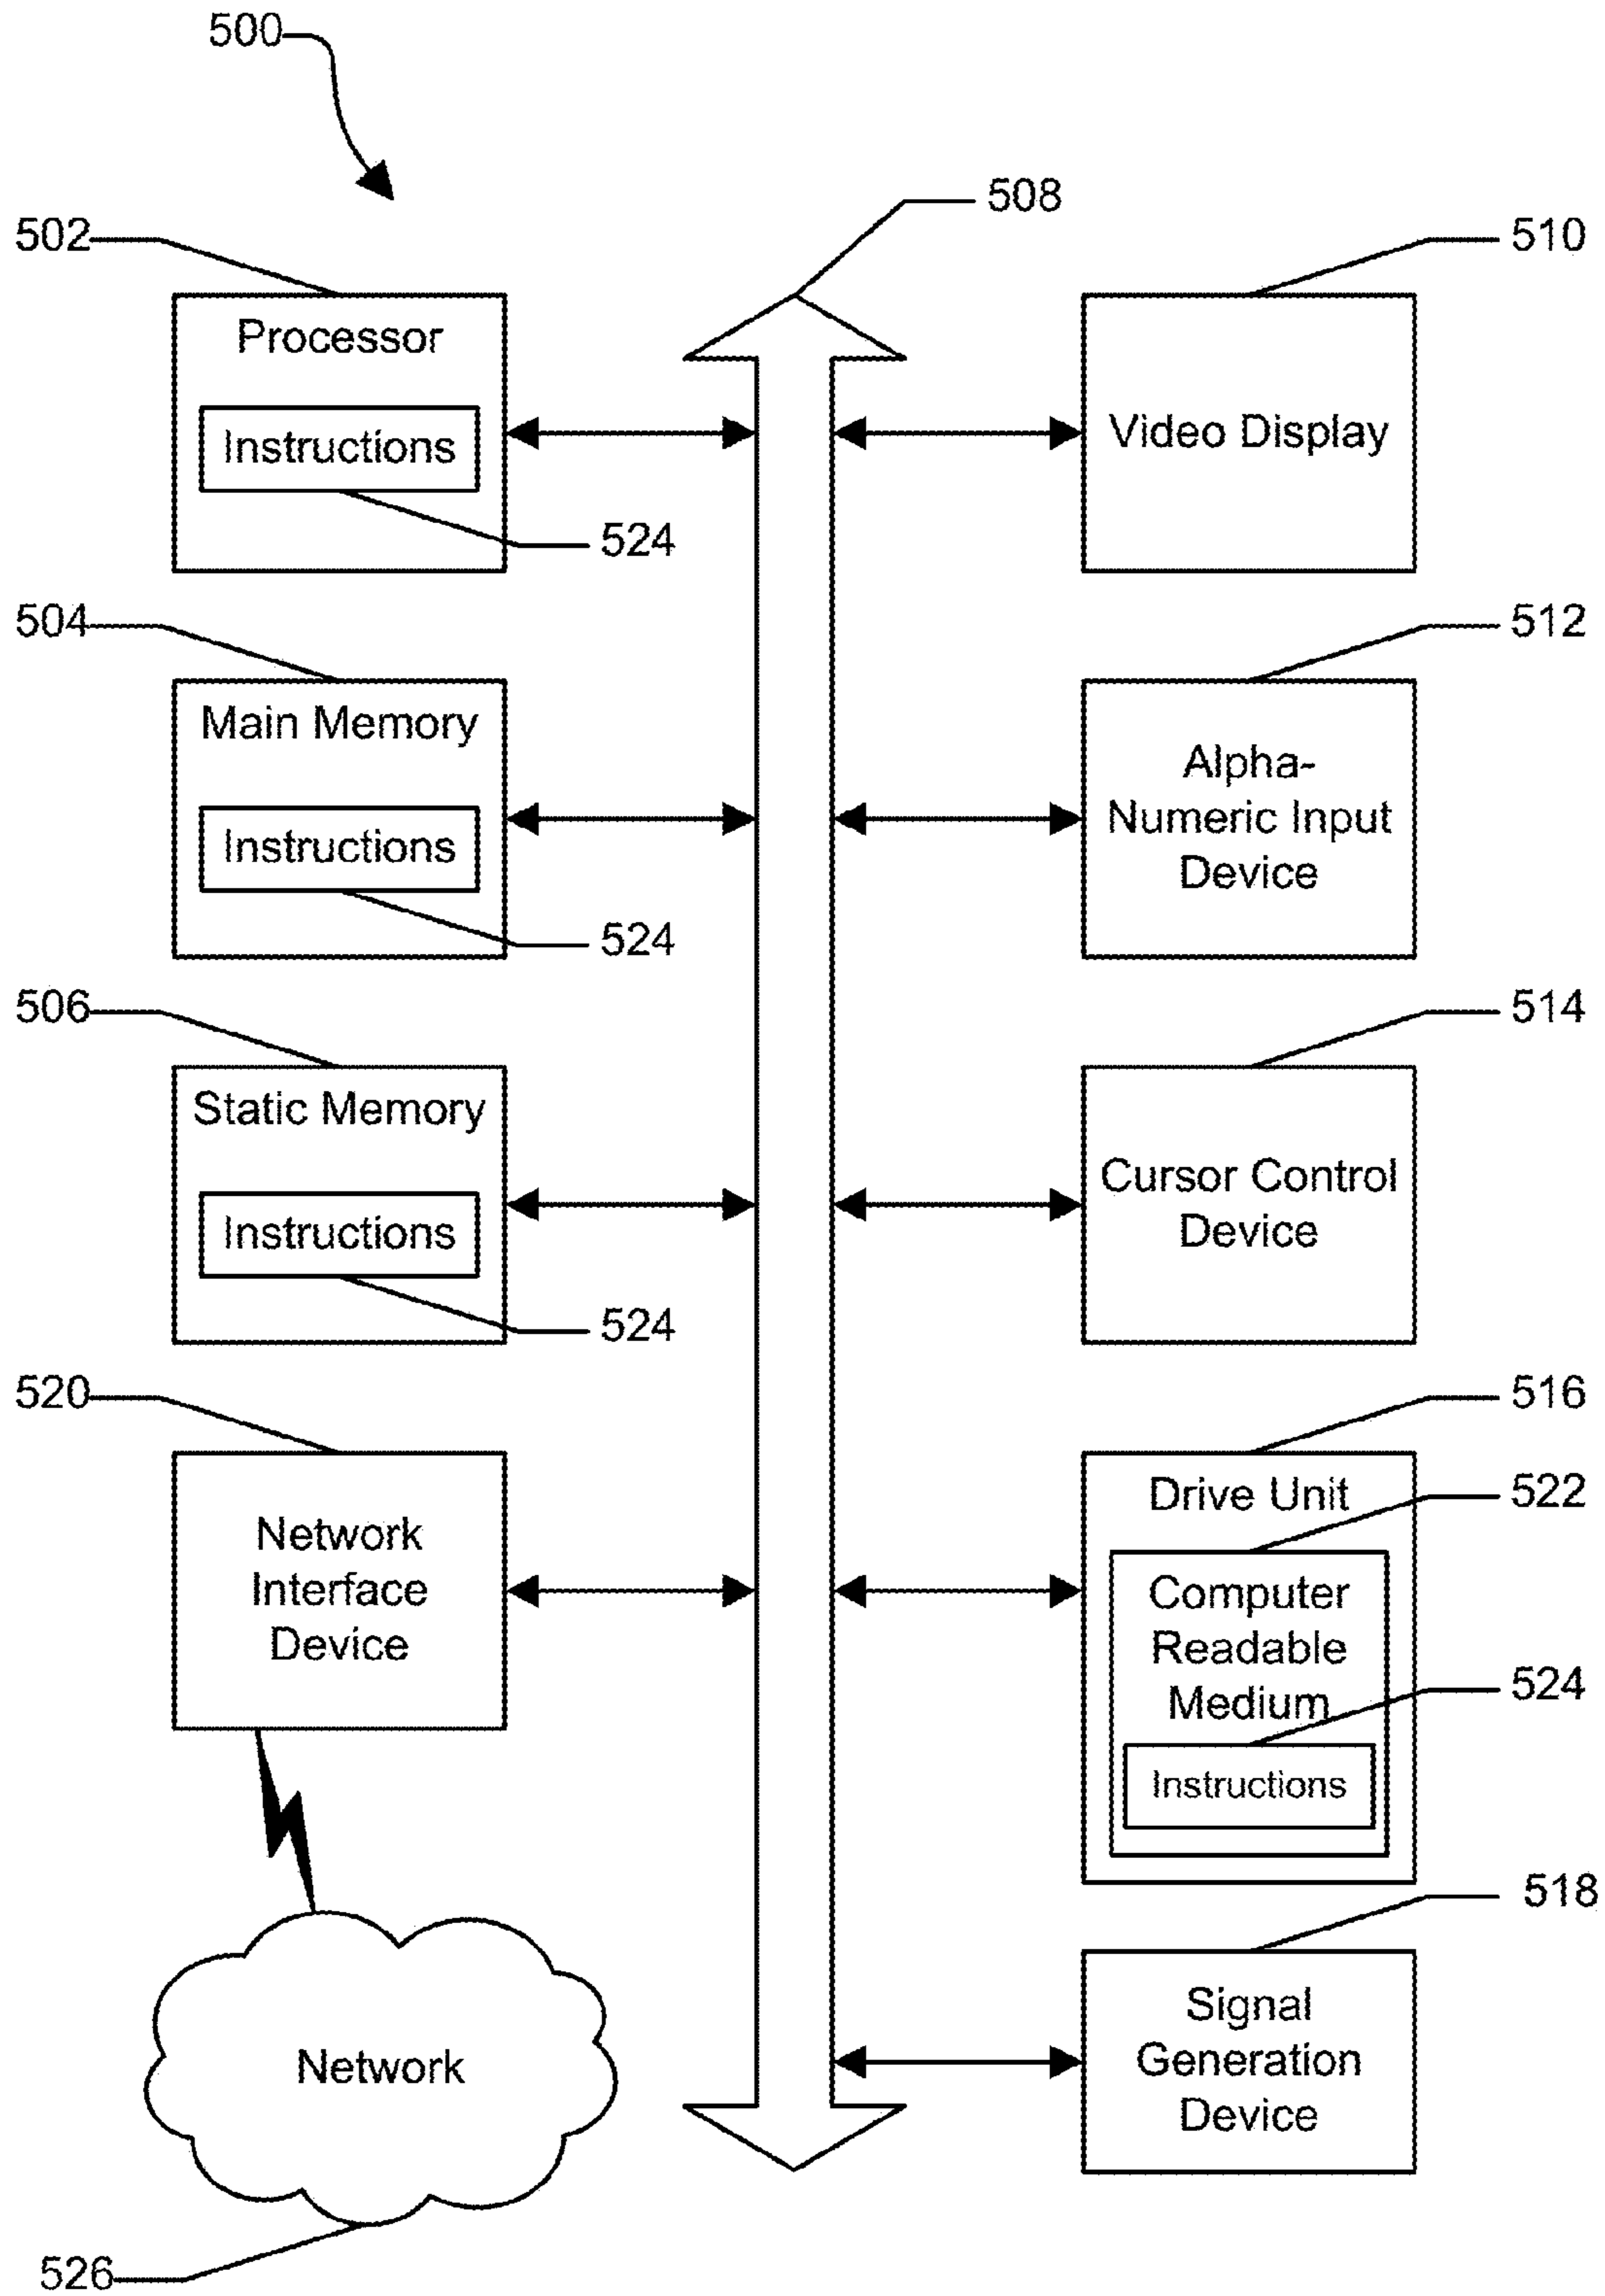 500
508
502
510
Processor
Instructions
524
Video Display
504
512
Main Memory
Instructions
524
Alpha-
Numeric Input
Device
506
514
Static Memory
Instructions
524
Cursor Control
Device
520
516
Network
Interface
Device
Drive Unit
522
Computer
Readable
Medium
524
Instructions
518
Signal
Generation
Device
Network
526